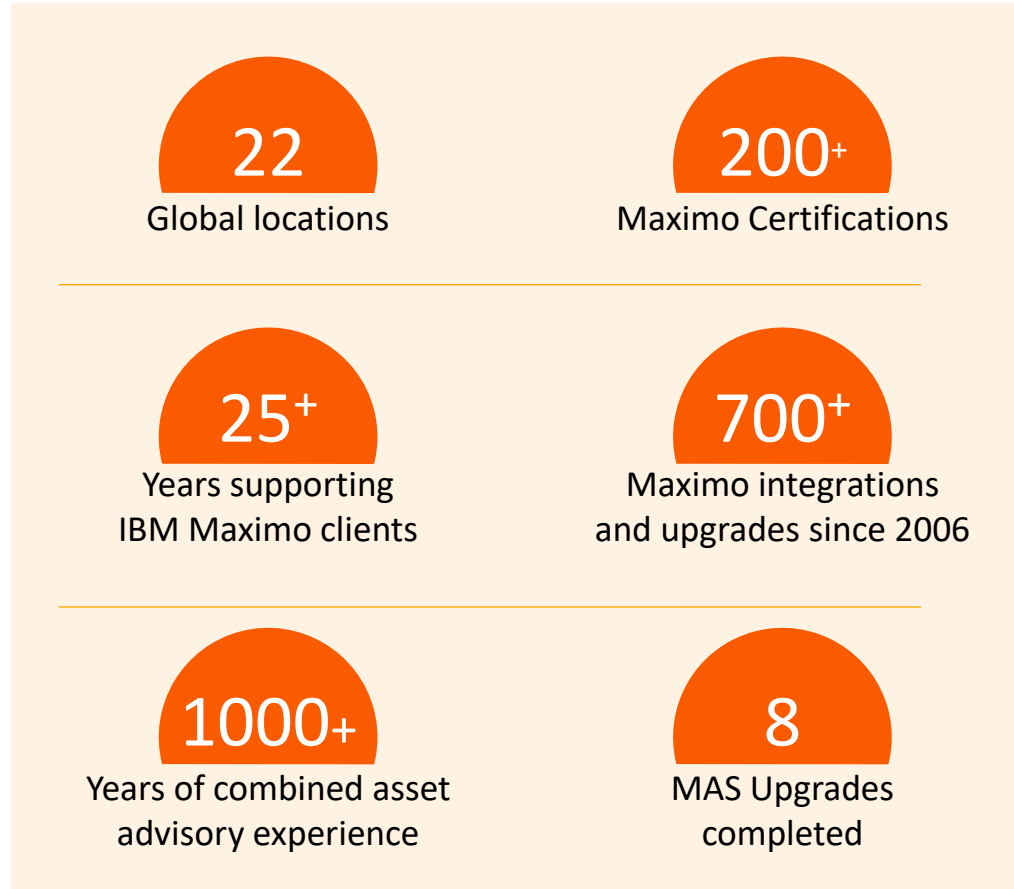 22
Global locations
200+
Maximo Certifications
25+
Years supporting
IBM Maximo clients
700+
Maximo integrations
and upgrades since 2006
1000+
Years of combined asset
advisory experience
8
MAS Upgrades
completed